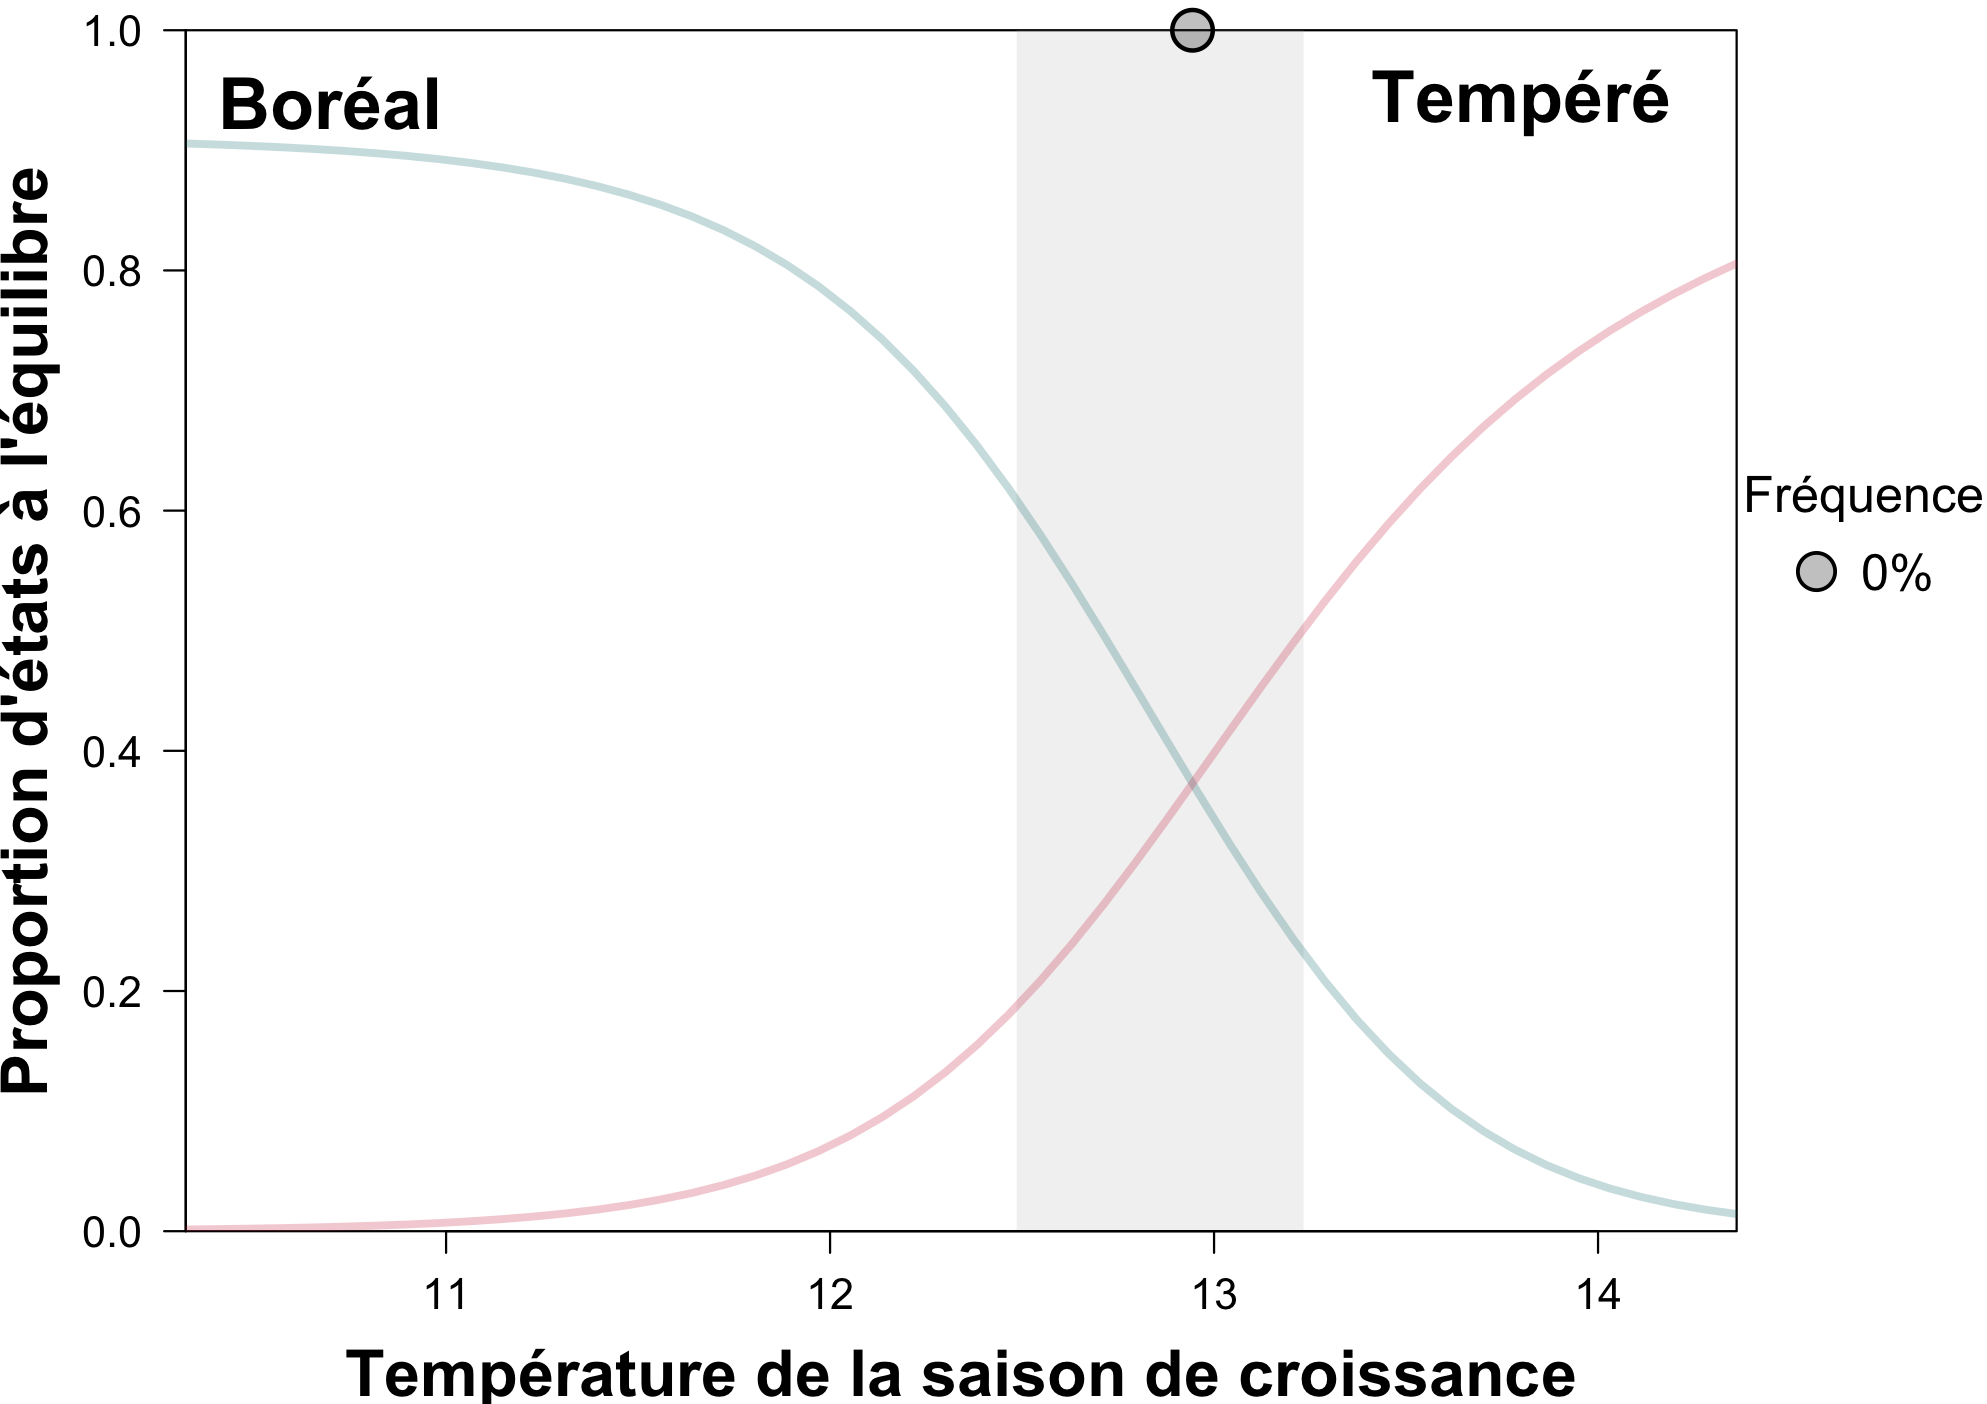 Proportion d'états à l'équilibre
1.0
0.8
0.6
0.4
0.2
0.0
Boréal
Tempéré
Fréquence
0%
11
12
13
14
Température de la saison de croissance